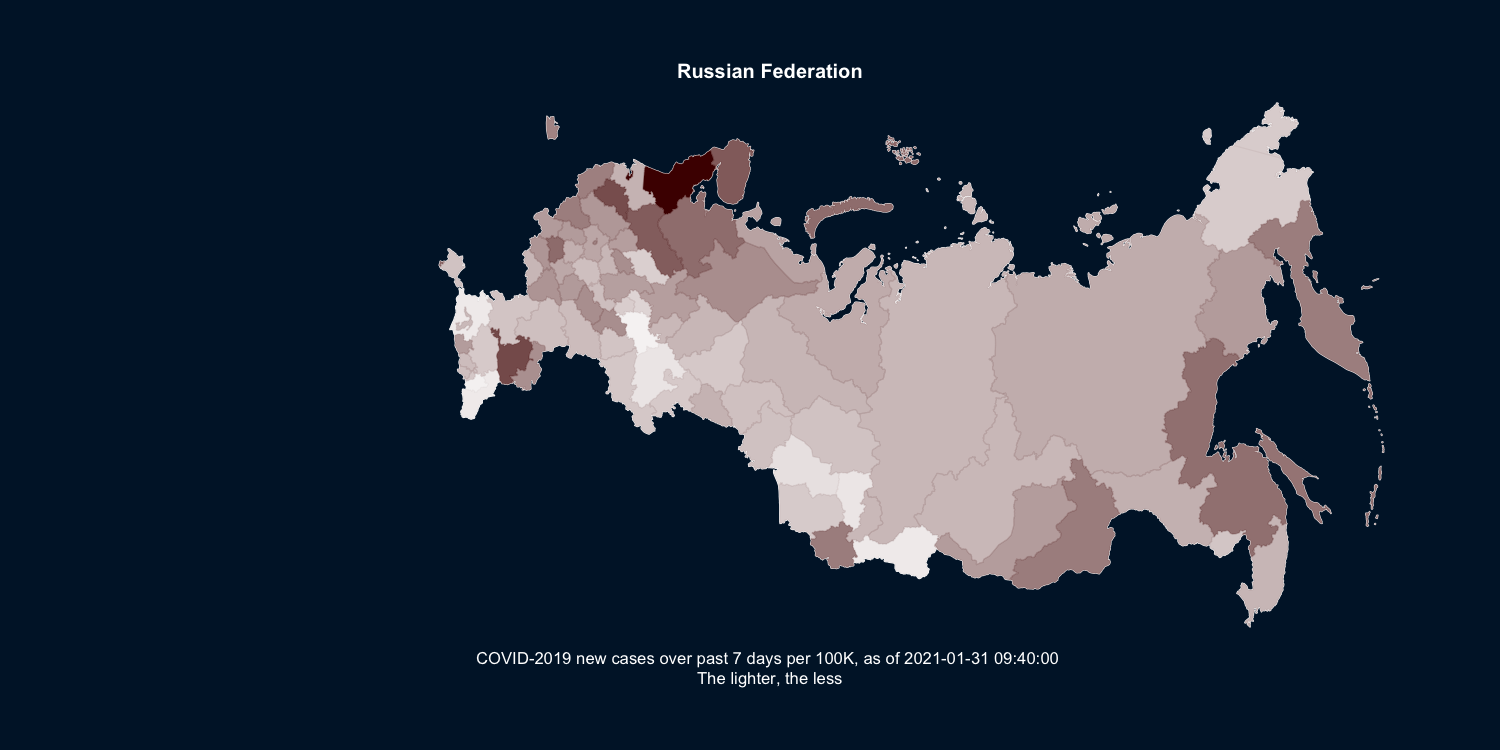 Russian Federation
COVID-2019 new cases over past 7 days per 100K, as of 2021-01-31 09:40:00
The lighter, the less